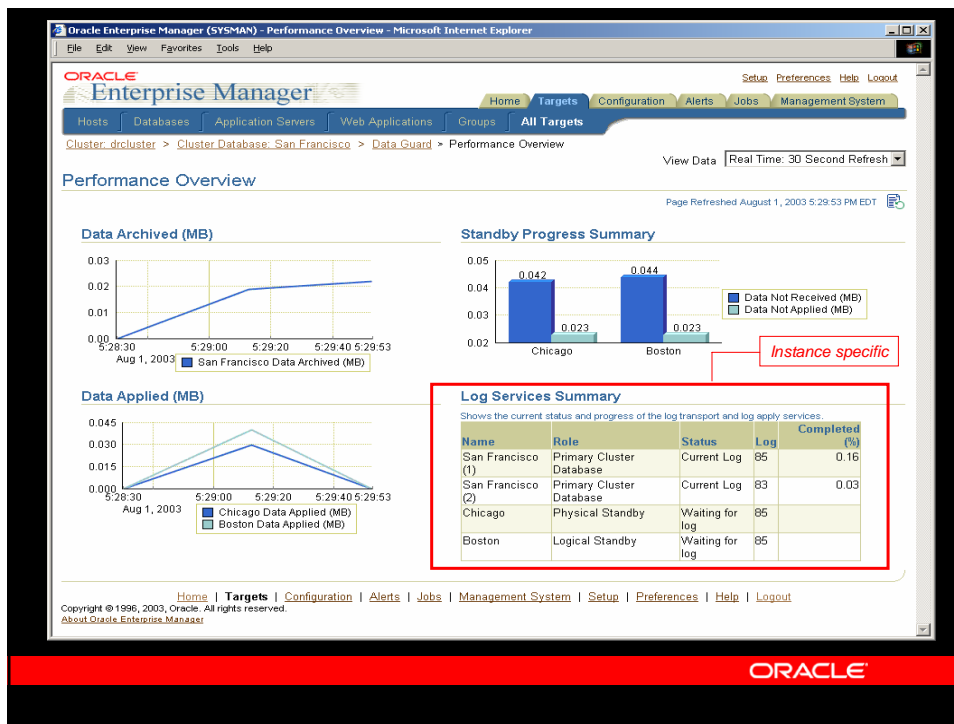 Oracle Enterprise Manager (SYSMAN) - Performance Overview - Microsoft Internet Explorer
File Edit View Favorites Tools Help
ORACLE
Enterprise Manager
Setup Preferences Help Logout
Home Targets Configuration Alerts Jobs Management System
Hosts Databases Application Servers Web Applications Groups All Targets
Cluster: drcluster > Cluster Database: San Francisco > Data Guard > Performance Overview
View Data Real Time: 30 Second Refresh
Performance Overview
Page Refreshed August 1, 2003 5:29:53 PM EDT
Data Archived (MB)
0.03
0.02
0.01
0.00
5:28:30 5:29:00 5:29:20 5:29:40 5:29:53
Aug 1, 2003
San Francisco Data Archived (MB)
Standby Progress Summary
0.05
0.04
0.03
0.02
0.042
0.023
0.044
0.023
Chicago Boston
Data Not Received (MB)
Data Not Applied (MB)
Instance specific
Data Applied (MB)
0.045
0.030
0.015
0.000
5:28:30 5:29:00 5:29:20 5:29:40 5:29:53
Aug 1, 2003
Chicago Data Applied (MB)
Boston Data Applied (MB)
Log Services Summary
Shows the current status and progress of the log transport and log apply services.
Name Role Status Log Completed (%)
San Francisco (1) Primary Cluster Database Current Log 85 0.16
San Francisco (2) Primary Cluster Database Current Log 83 0.03
Chicago Physical Standby Waiting for log 85
Boston Logical Standby Waiting for log 85
Home | Targets | Configuration | Alerts | Jobs | Management System | Setup | Preferences | Help | Logout
Copyright © 1996, 2003, Oracle. All rights reserved.
About Oracle Enterprise Manager
ORACLE